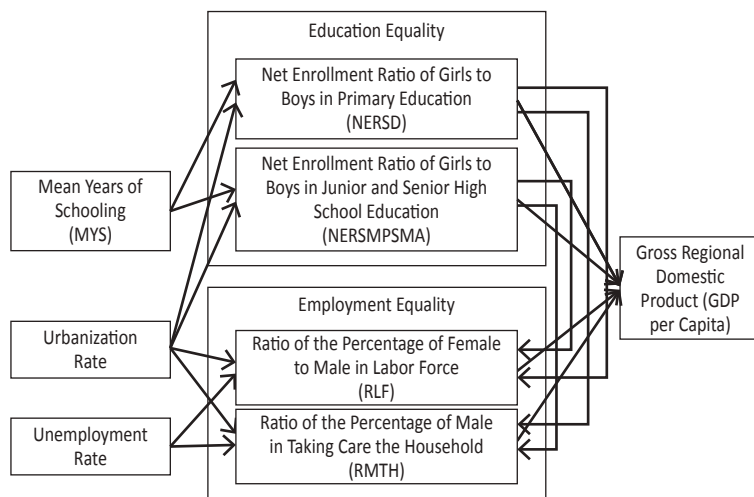 Education Equality
Net Enrollment Ratio of Girls to
Boys in Primary Education
(NERSD)
Net Enrollment Ratio of Girls to
Boys in Junior and Senior High
School Education
(NERSMPSMA)
Mean Years of
Schooling
(MYS)
Gross Regional
Domestic
Product (GDP
per Capita)
Employment Equality
Urbanization
Rate
Ratio of the Percentage of Female
to Male in Labor Force
(RLF)
Unemployment
Rate
Ratio of the Percentage of Male
in Taking Care the Household
(RMTH)